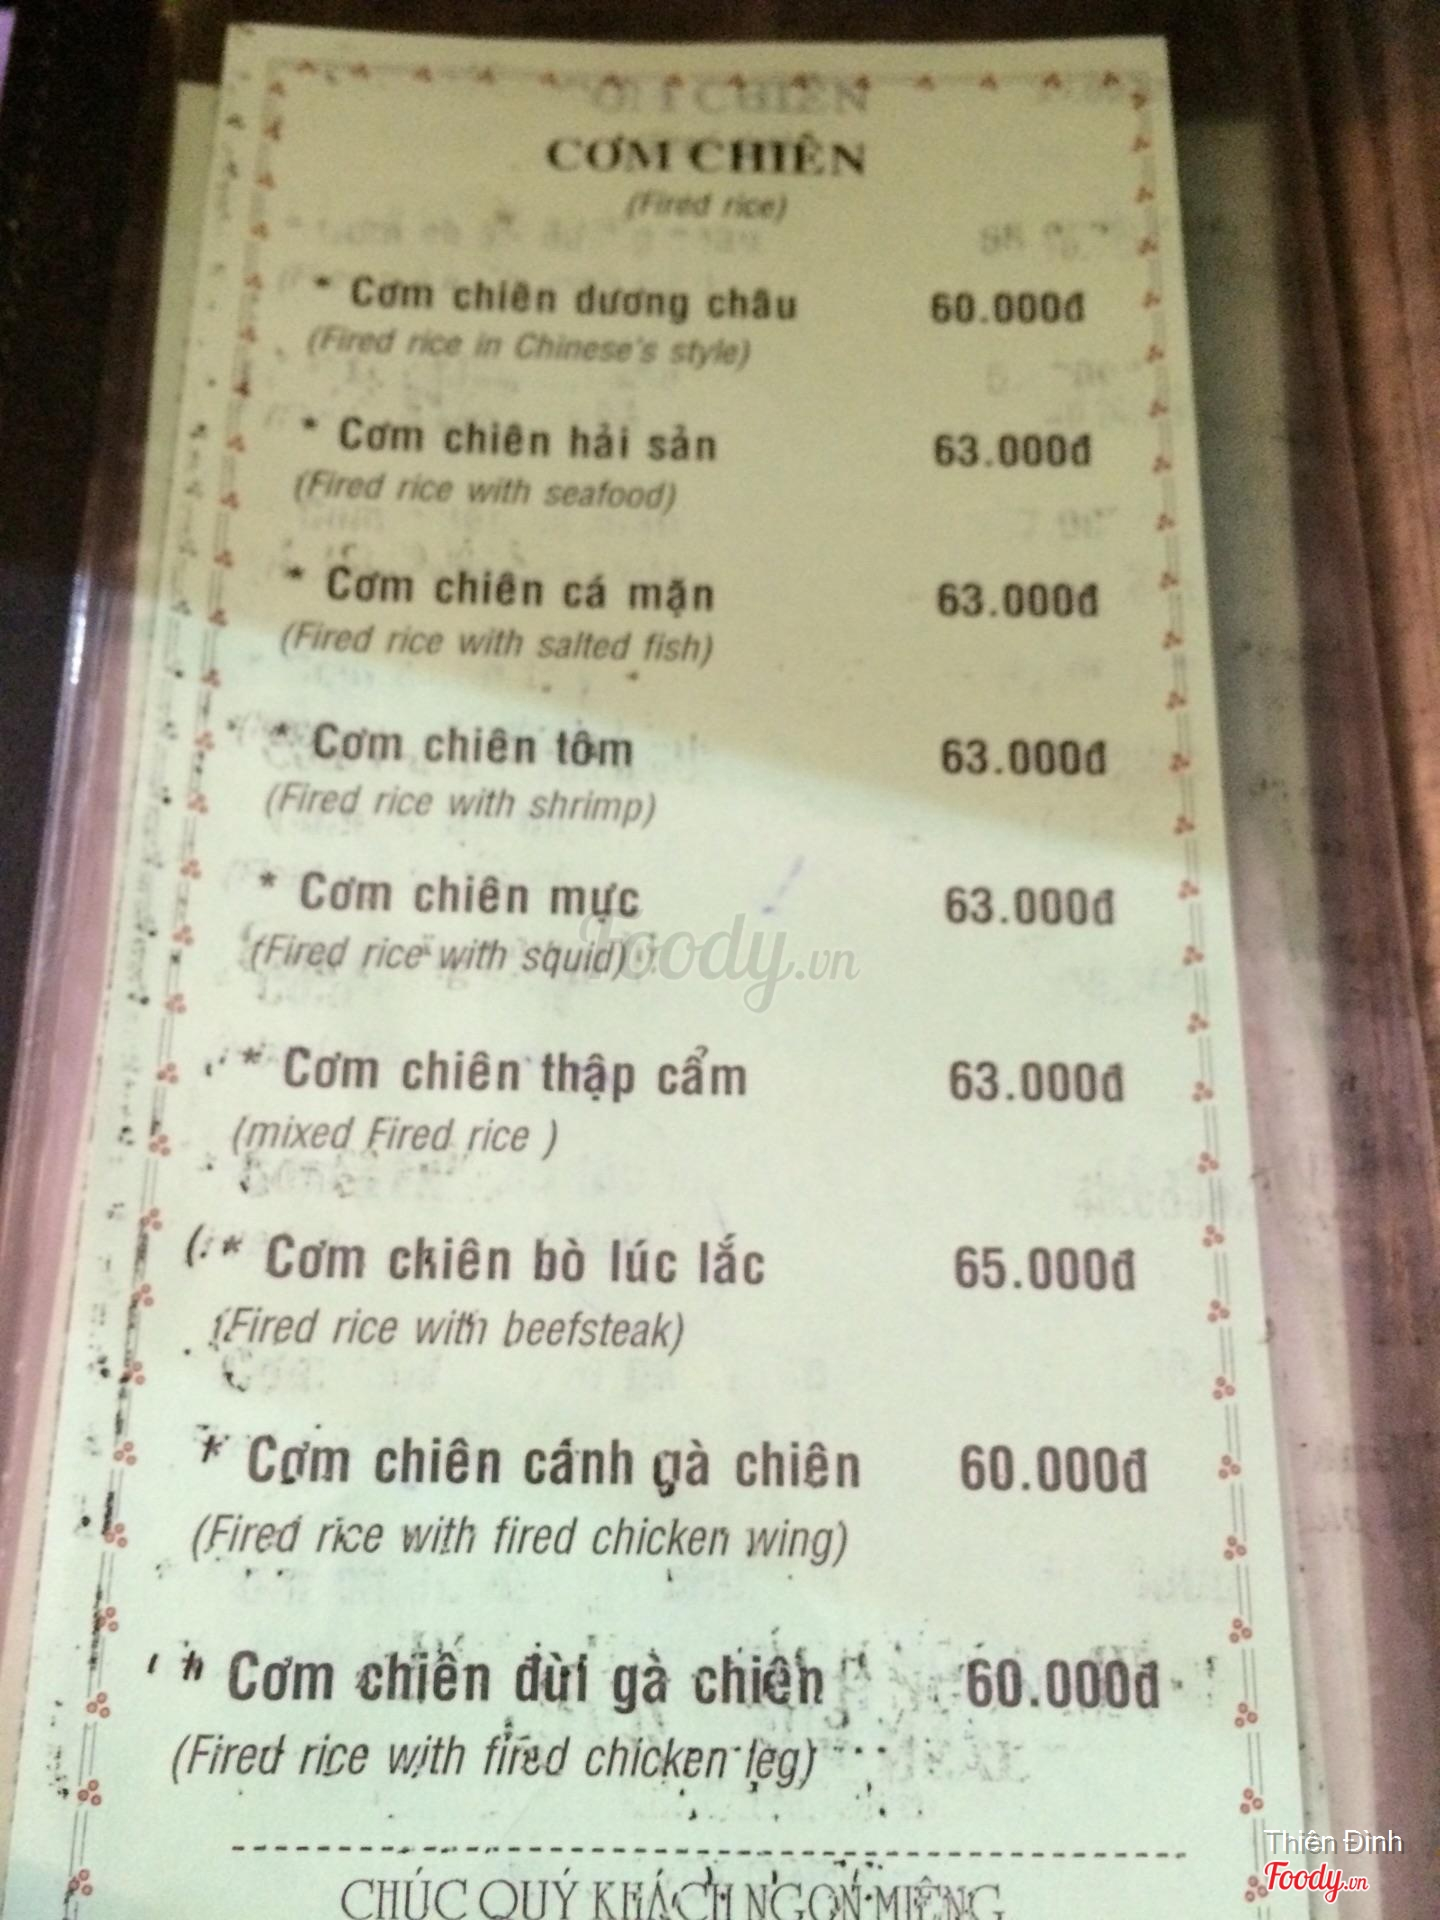 CƠM CHIÊN
(Fired rice)
* Cơm chiên dương châu 60.000đ
(Fired rice in Chinese's style)
* Cơm chiên hải sản 63.000đ
(Fired rice with seafood)
* Cơm chiên cá mặn 63.000đ
(Fired rice with salted fish)
* Cơm chiên tôm 63.000đ
(Fired rice with shrimp)
* Cơm chiên mực 63.000đ
(Fired rice with squid)
Foody.vn
* Cơm chiên thập cẩm 63.000đ
(mixed Fired rice )
* Cơm chiên bò lúc lắc 65.000đ
(Fired rice with beefsteak)
* Cơm chiên cánh gà chiên 60.000đ
(Fired rice with fired chicken wing)
* Cơm chiên đùi gà chiên 60.000đ
(Fired rice with fired chicken leg)
CHÚC QUÝ KHÁCH NGON MIỆNG
Thiên Đình
Foody.vn